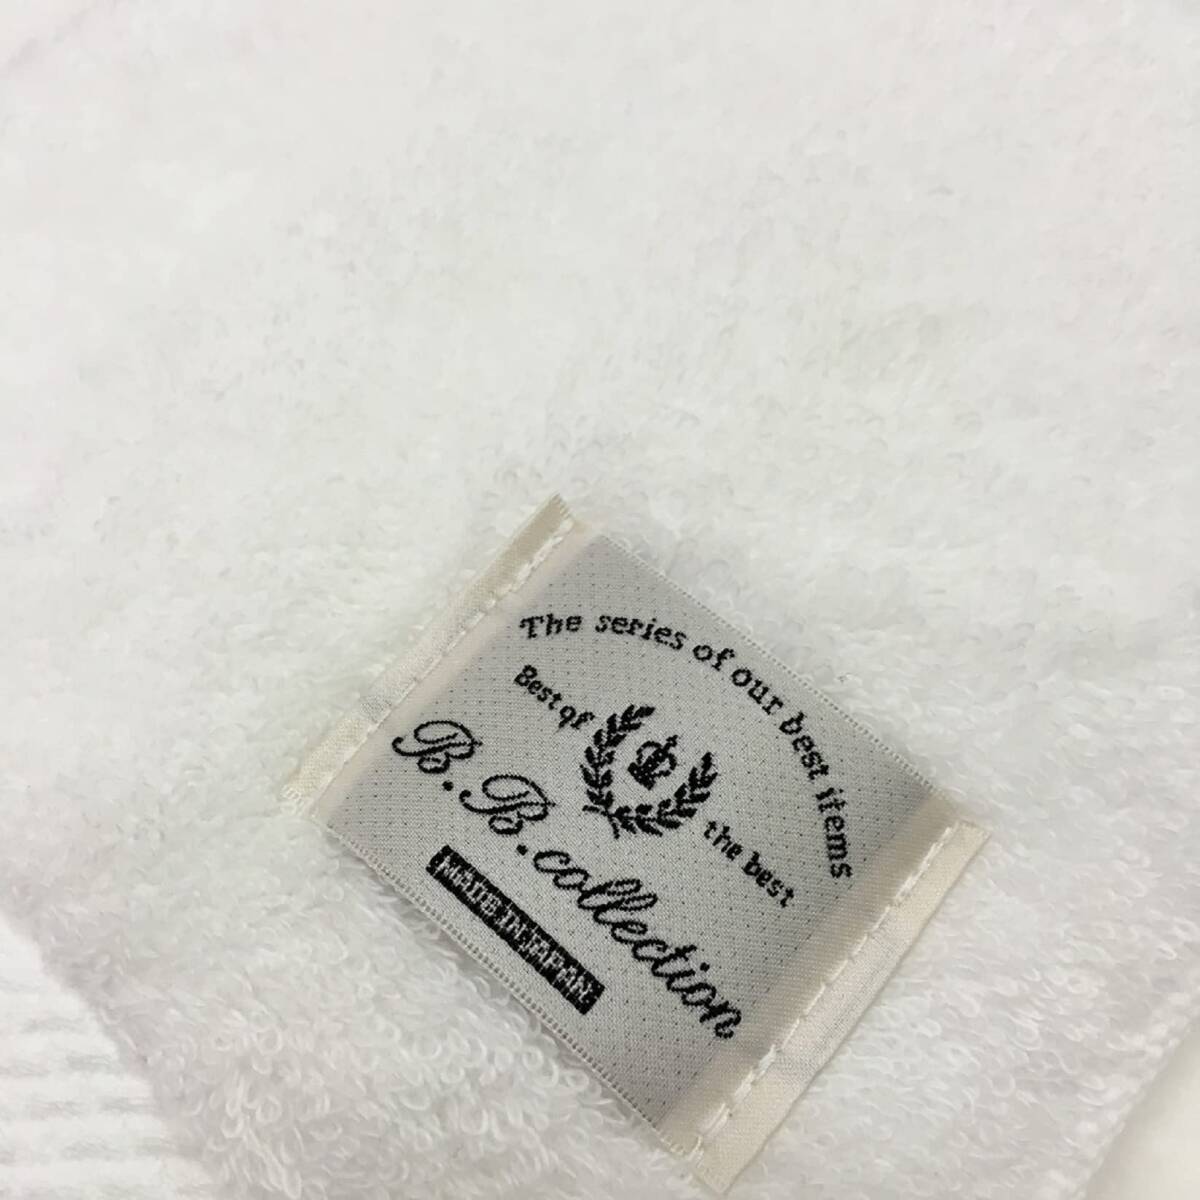 The series of our best items
Best of
the best
B.B.collection
MADE IN JAPAN